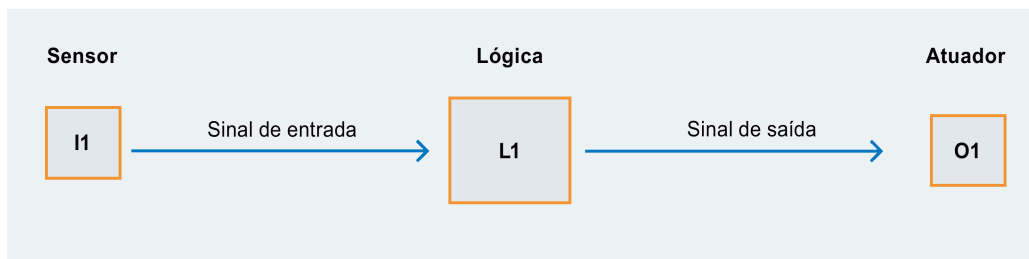 Sensor
Lógica
Atuador
I1
Sinal de entrada
L1
Sinal de saída
O1